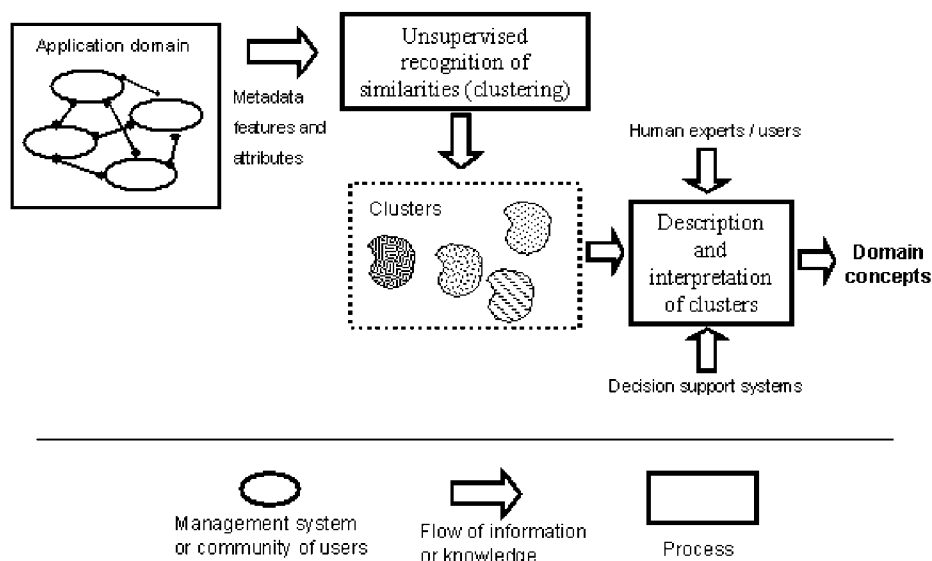 Application domain
Metadata
features and
attributes
Unsupervised
recognition of
similarities (clustering)
Clusters
Human experts / users
Description
and
interpretation
of clusters
Domain
concepts
Decision support systems
Management system
or community of users
Flow of information
or knowledge
Process